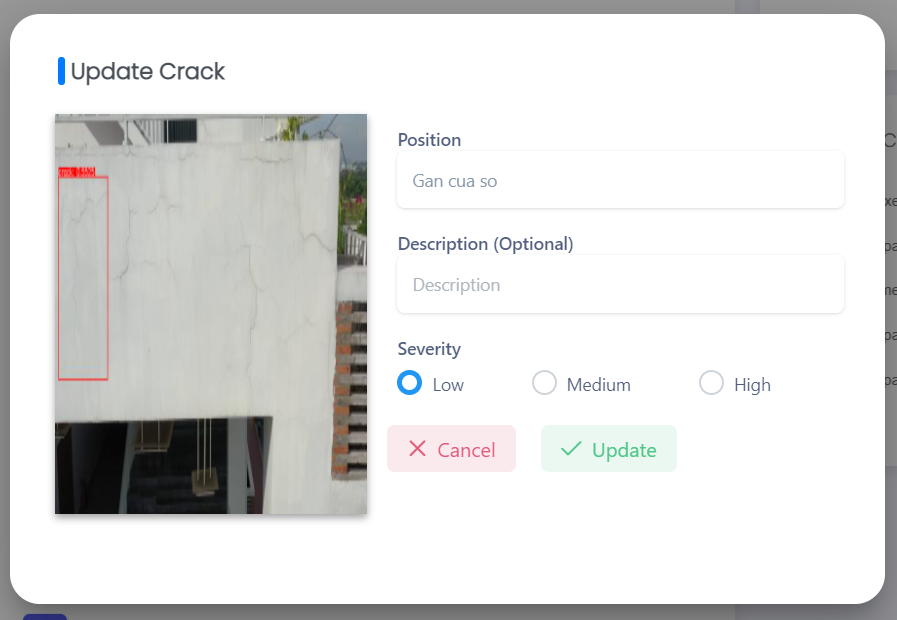 Update Crack
Position
Gan cua so
Description (Optional)
Description
Severity
Low
Medium
High
Cancel
Update